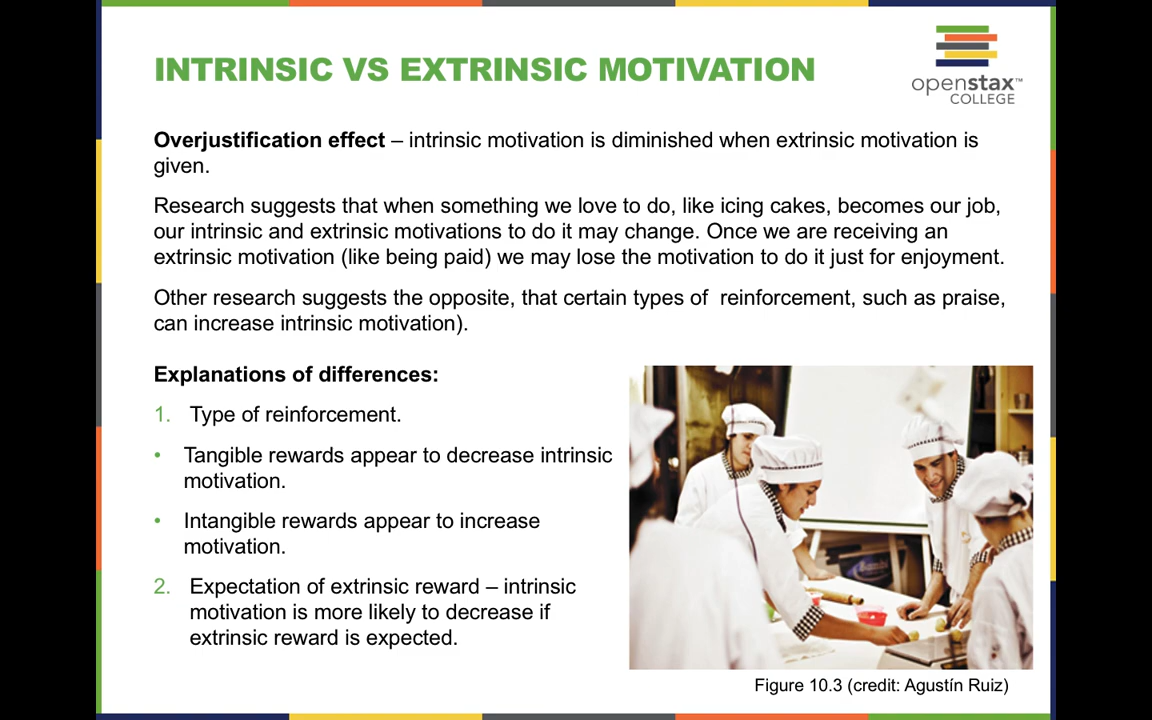 INTRINSIC VS EXTRINSIC MOTIVATION
openstax™
COLLEGE
Overjustification effect – intrinsic motivation is diminished when extrinsic motivation is
given.
Research suggests that when something we love to do, like icing cakes, becomes our job,
our intrinsic and extrinsic motivations to do it may change. Once we are receiving an
extrinsic motivation (like being paid) we may lose the motivation to do it just for enjoyment.
Other research suggests the opposite, that certain types of  reinforcement, such as praise,
can increase intrinsic motivation).
Explanations of differences:
1. Type of reinforcement.
• Tangible rewards appear to decrease intrinsic
motivation.
• Intangible rewards appear to increase
motivation.
2. Expectation of extrinsic reward – intrinsic
motivation is more likely to decrease if
extrinsic reward is expected.
Figure 10.3 (credit: Agustín Ruiz)